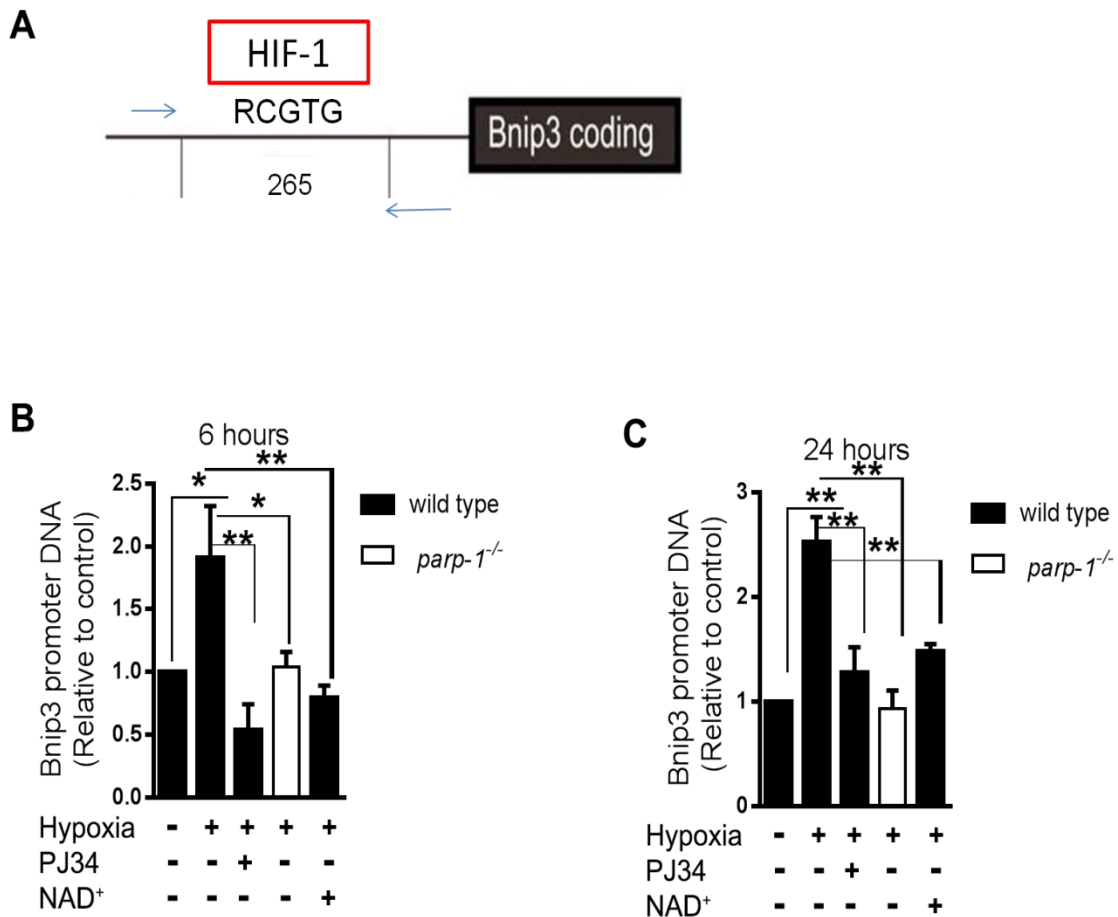 A
HIF-1
RCGTG
Bnip3 coding
265
B
6 hours
Bnip3 promoter DNA
(Relative to control)
2.5
2.0
1.5
1.0
0.5
0.0
*
**
*
**
wild type
parp-1-/-
Hypoxia - + + + +
PJ34 - - + - -
NAD+ - - - - +
C
24 hours
Bnip3 promoter DNA
(Relative to control)
3
2
1
0
**
**
**
**
wild type
parp-1-/-
Hypoxia - + + + +
PJ34 - - + - -
NAD+ - - - - +